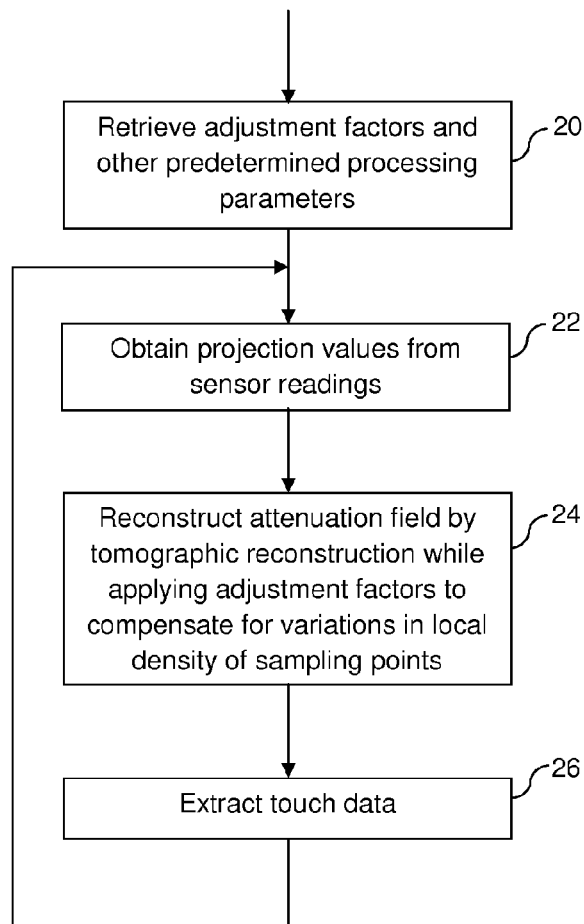 Retrieve adjustment factors and
other predetermined processing
parameters
20
Obtain projection values from
sensor readings
22
Reconstruct attenuation field by
tomographic reconstruction while
applying adjustment factors to
compensate for variations in local
density of sampling points
24
Extract touch data
26